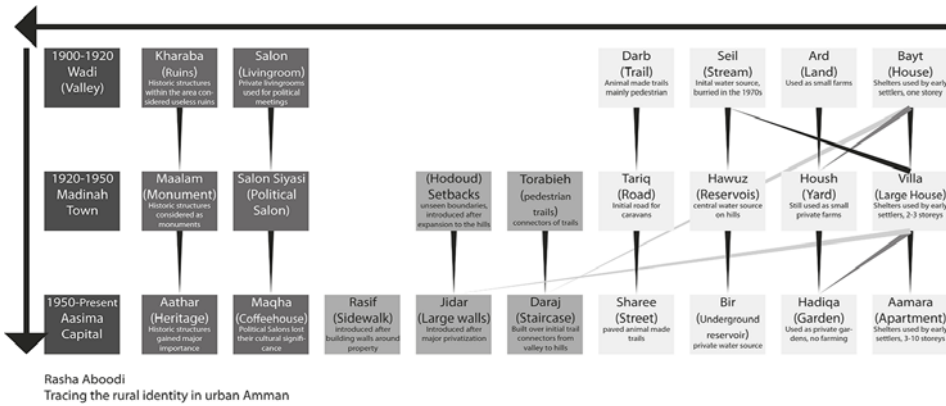 1900-1920
Wadi
(Valley)
Kharaba
(Ruins)
Historic structures
within the area con-
sidered useless ruins
Salon
(Livingroom)
Private livingrooms
used for political
meetings
Darb
(Trail)
Animal made trails
mainly pedestrian
Seil
(Stream)
Inital water source,
burried in the 1970s
Ard
(Land)
Used as small farms
Bayt
(House)
Shelters used by early
settlers, one storey
1920-1950
Madinah
Town
Maalam
(Monument)
Historic structures
considered as
monuments
Salon Siyasi
(Political
Salon)
(Hodoud)
Setbacks
unseen boundaries,
introduced after
expansion to the hills
Torabieh
(pedestrian
trails)
connectors of trails
Tariq
(Road)
Initial road for
caravans
Hawuz
(Reservois)
central water source
on hills
Housh
(Yard)
Still used as small
private farms
Villa
(Large House)
Shelters used by early
settlers, 2-3 storeys
1950-Present
Aasima
Capital
Aathar
(Heritage)
Historic structures
gained major
importance
Maqha
(Coffeehouse)
Political Salons lost
their cultural signifi-
cance
Rasif
(Sidewalk)
introduced after
building walls around
property
Jidar
(Large walls)
Introduced after
major privatization
Daraj
(Staircase)
Built over initial trail
connectors from
valley to hills
Sharee
(Street)
paved animal made
trails
Bir
(Underground
reservoir)
private water source
Hadiqa
(Garden)
Used as private gar-
dens, no farming
Aamara
(Apartment)
Shelters used by early
settlers, 3-10 storeys
Rasha Aboodi
Tracing the rural identity in urban Amman